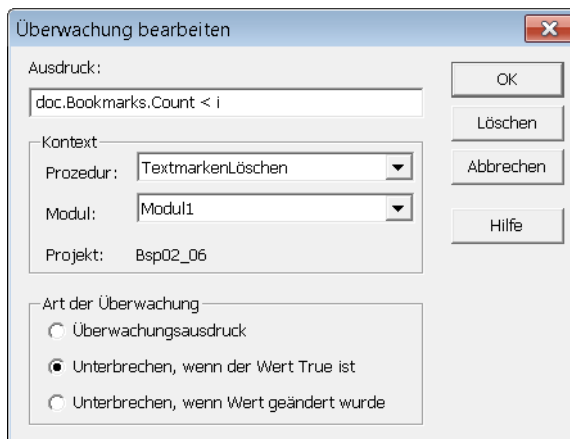 Überwachung bearbeiten
Ausdruck:
doc.Bookmarks.Count < i
OK
Löschen
Abbrechen
Hilfe
Kontext
Prozedur: TextmarkenLöschen
Modul: Modul1
Projekt: Bsp02_06
Art der Überwachung
Überwachungsausdruck
Unterbrechen, wenn der Wert True ist
Unterbrechen, wenn Wert geändert wurde